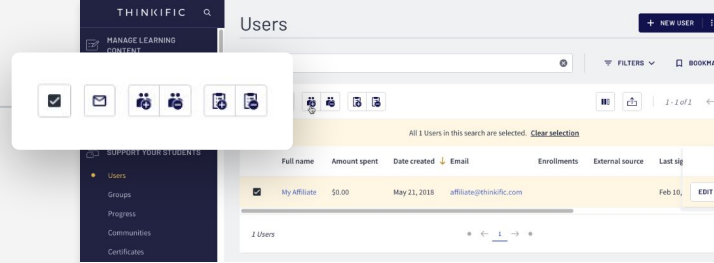 THINKIFIC
Users
+ NEW USER
MANAGE LEARNING
CONTENT
FILTERS
1 - 1 of 1
All 1 Users in this search are selected. Clear selection
SUPPORT YOUR STUDENTS
Full name Amount spent Date created Email Enrollments External source Last sig
Users
My Affiliate $0.00 May 21, 2018 affiliate@thinkific.com Feb 10, EDIT
Groups
Progress
1 Users 1
Communities
Certificates